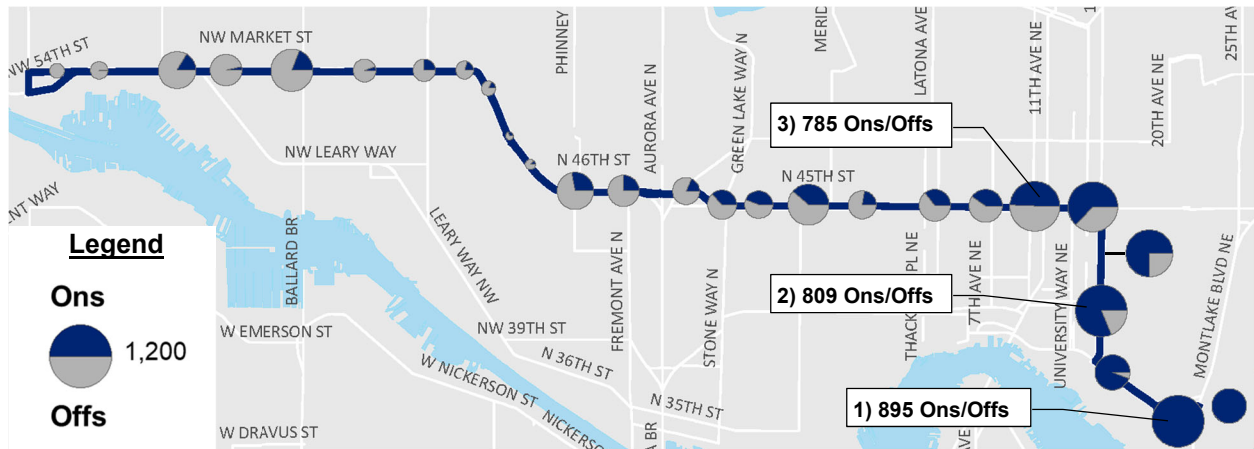 NW 54TH ST
NW MARKET ST
PHINNEY
AURORA AVE N
GREEN LAKE WAY N
MERID
LATONA AVE
11TH AVE NE
1
20TH AVE NE
25TH AV
3) 785 Ons/Offs
NW LEARY WAY
N 46TH ST
N 45TH ST
ENT WAY
LEARY WAY NW
BALLARD BR
Legend
Ons
1,200
Offs
W EMERSON ST
W NICKERSON ST
NICKERSO
W DRAVUS ST
NW 39TH ST
N 36TH ST
N 35TH ST
FREMONT AVE N
A BR
STONE WAY N
THACK
PL NE
7TH AVE NE
UNIVERSITY WAY NE
MONTLAKE BLVD NE
2) 809 Ons/Offs
1) 895 Ons/Offs
AVE